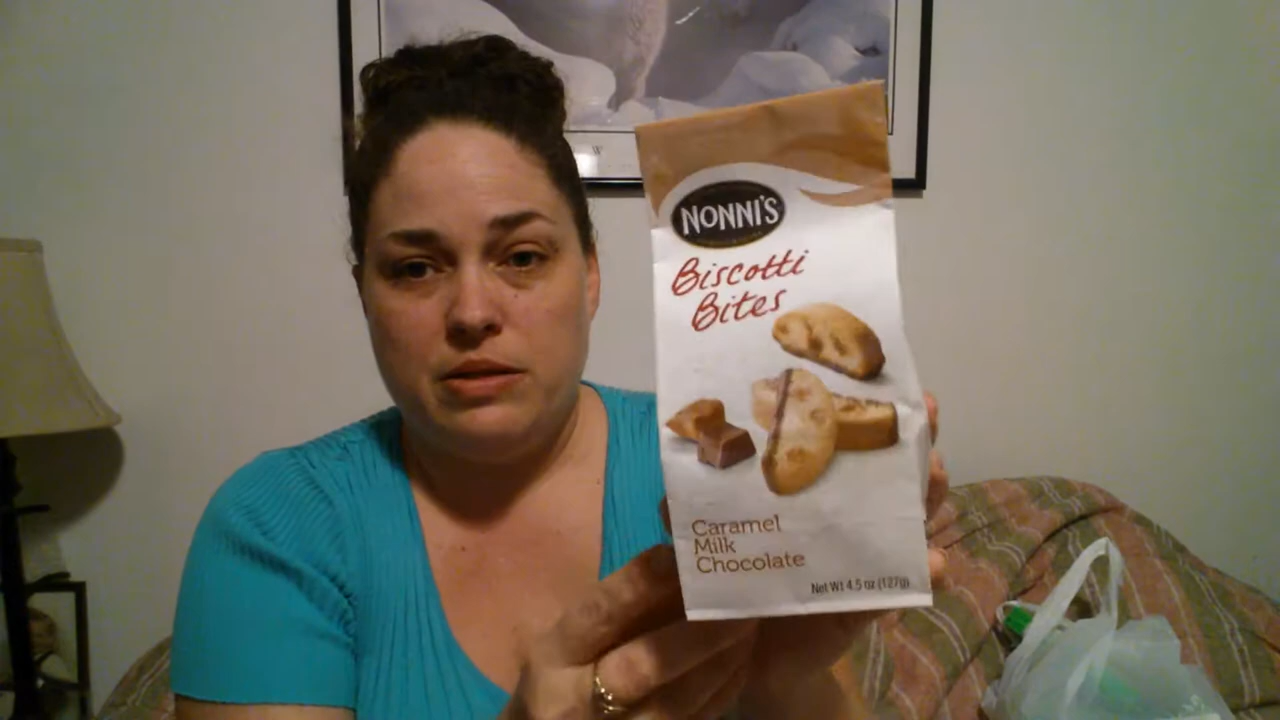 W
NONNI'S
Biscotti
Bites
Caramel
Milk
Chocolate
Net Wt 4.5 oz (127g)